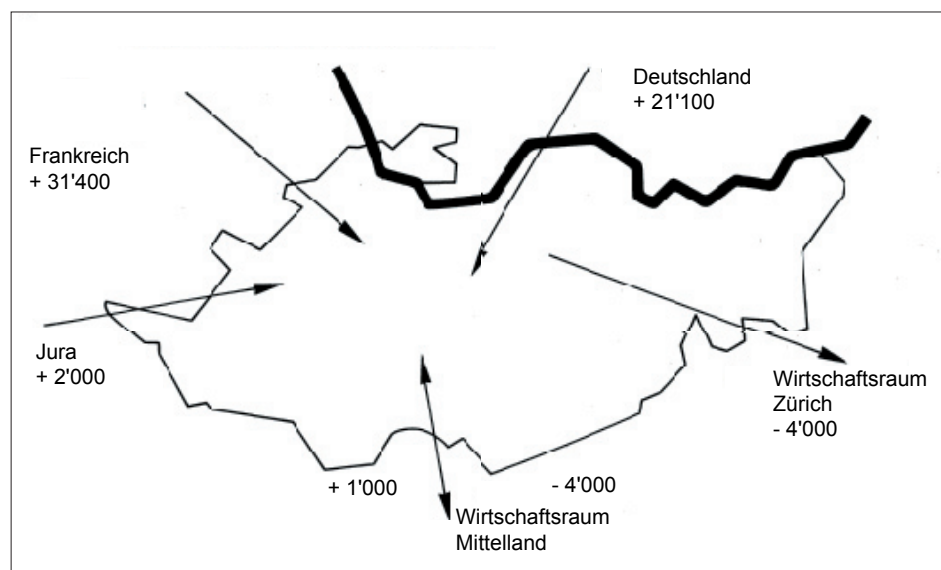 Deutschland
+ 21'100
Frankreich
+ 31'400
Jura
+ 2'000
Wirtschaftsraum
Zürich
- 4'000
+ 1'000
- 4'000
Wirtschaftsraum
Mittelland